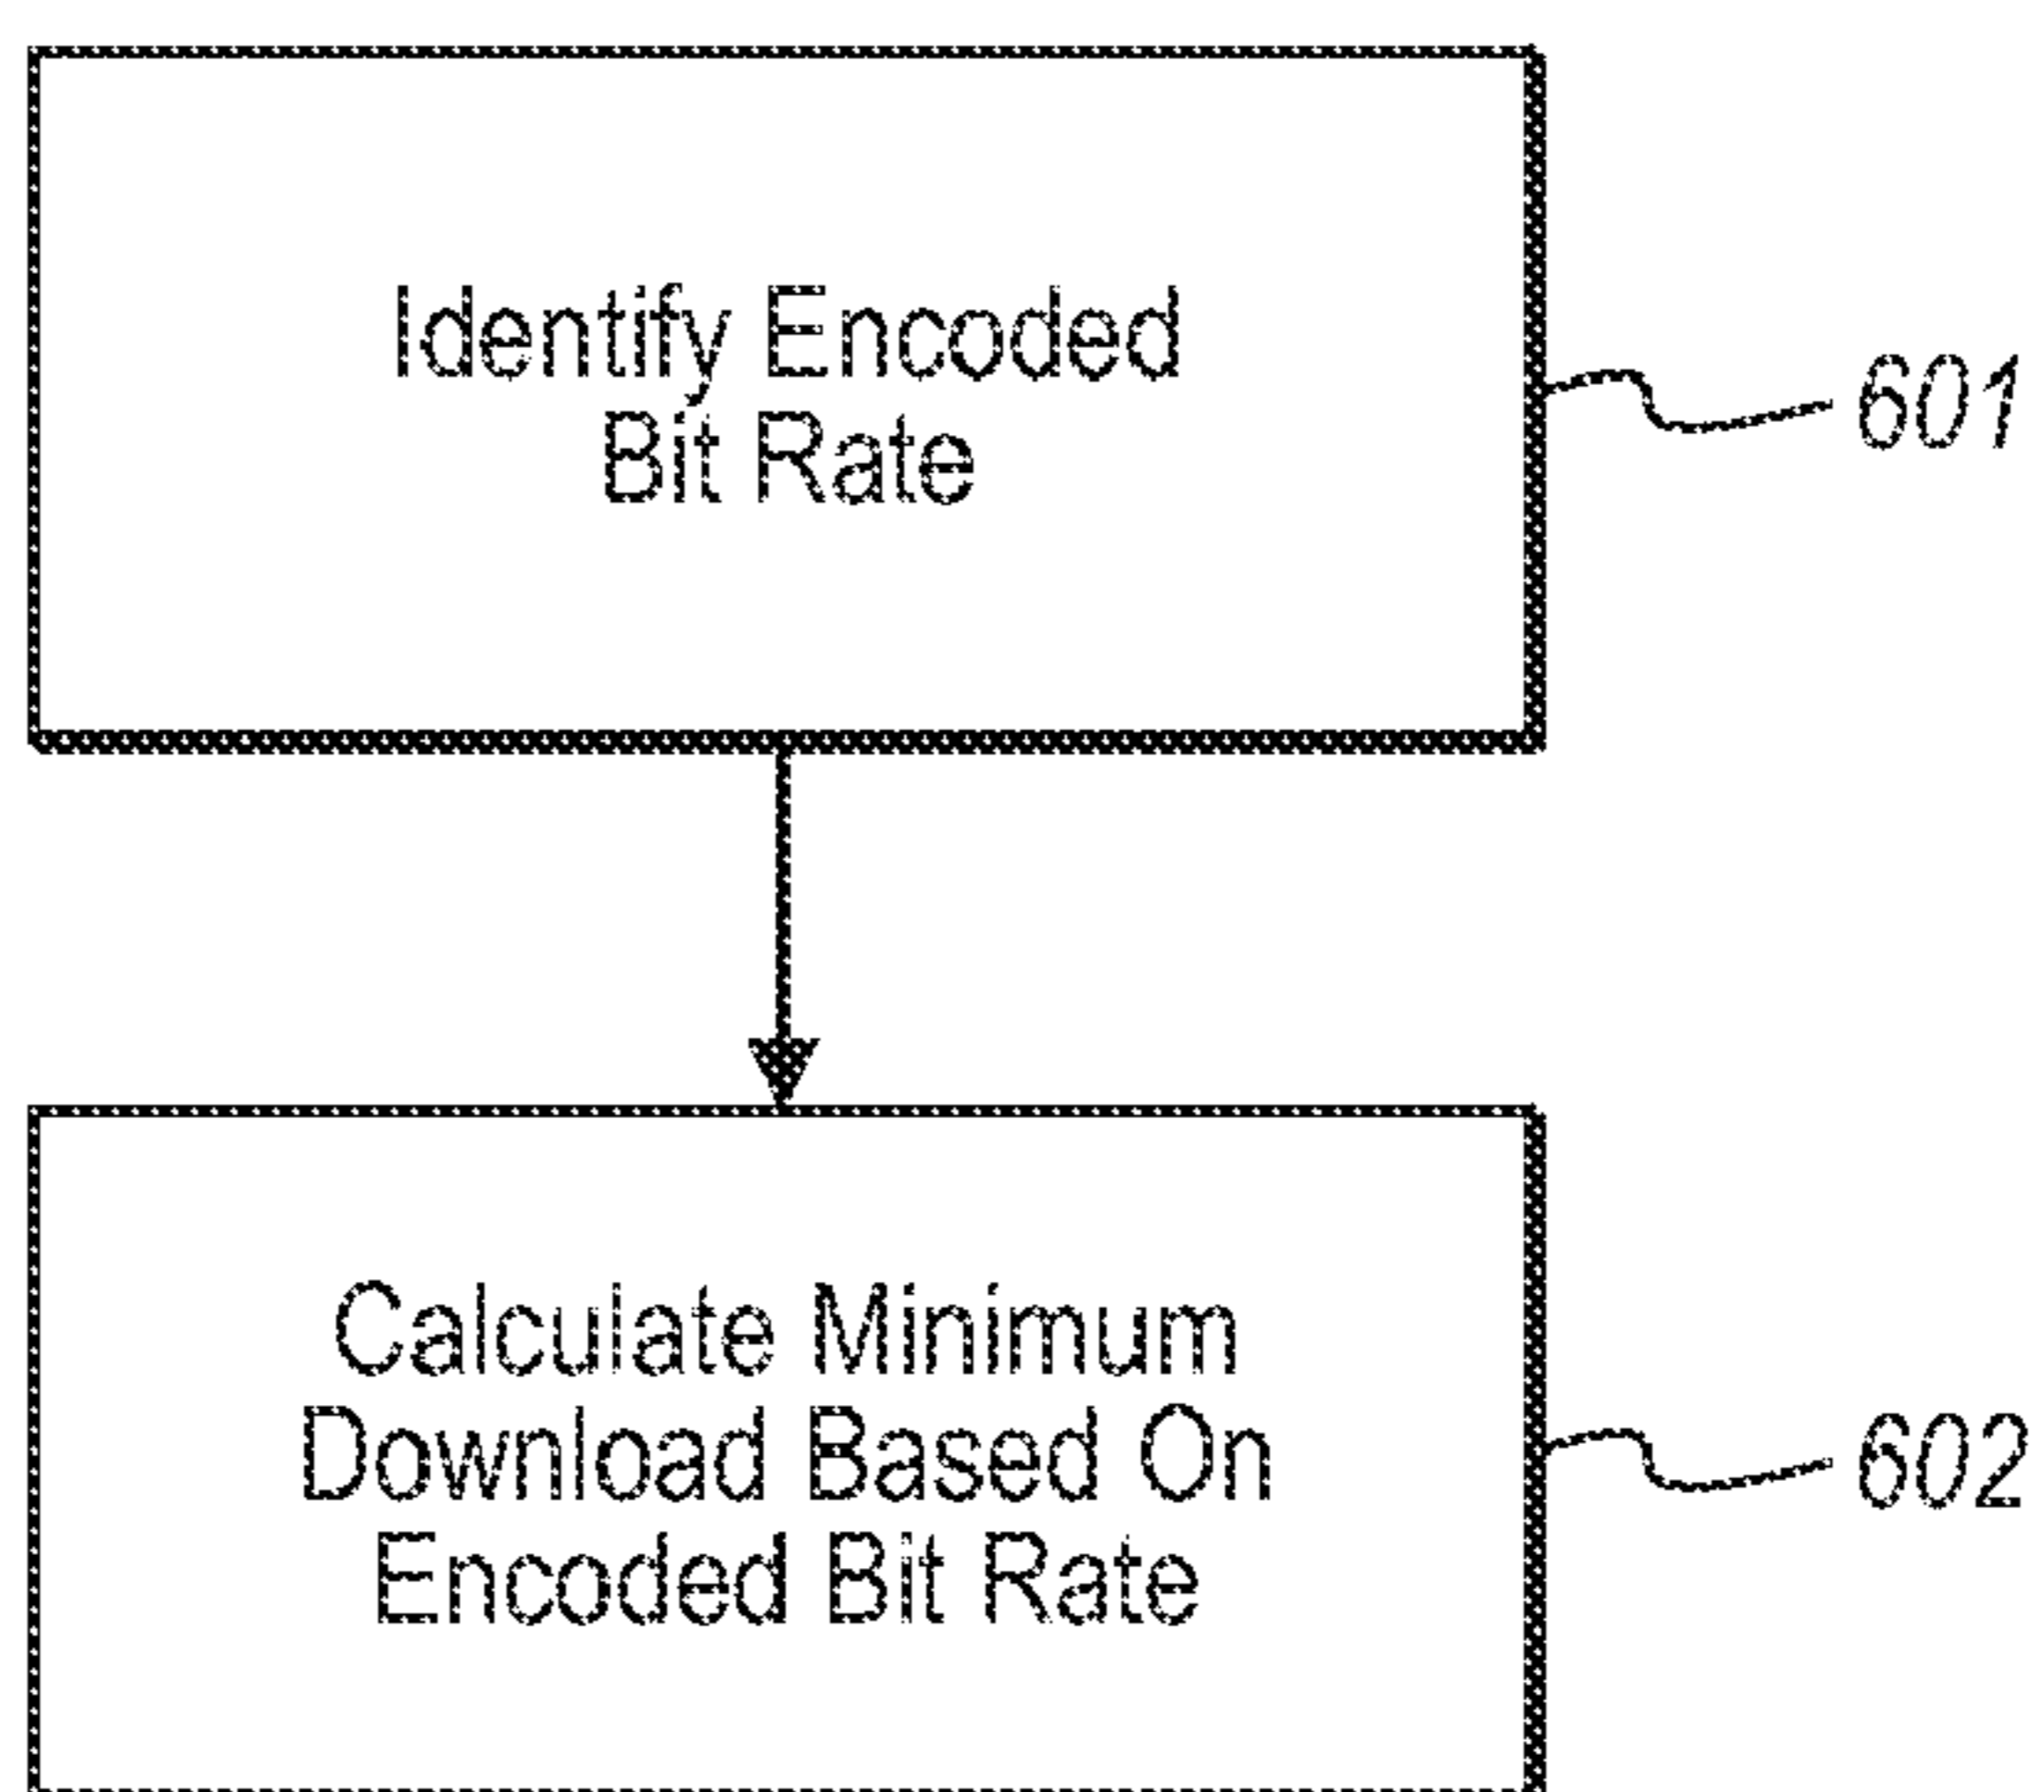 Identify Encoded
Bit Rate
601
Calculate Minimum
Download Based On
Encoded Bit Rate
602